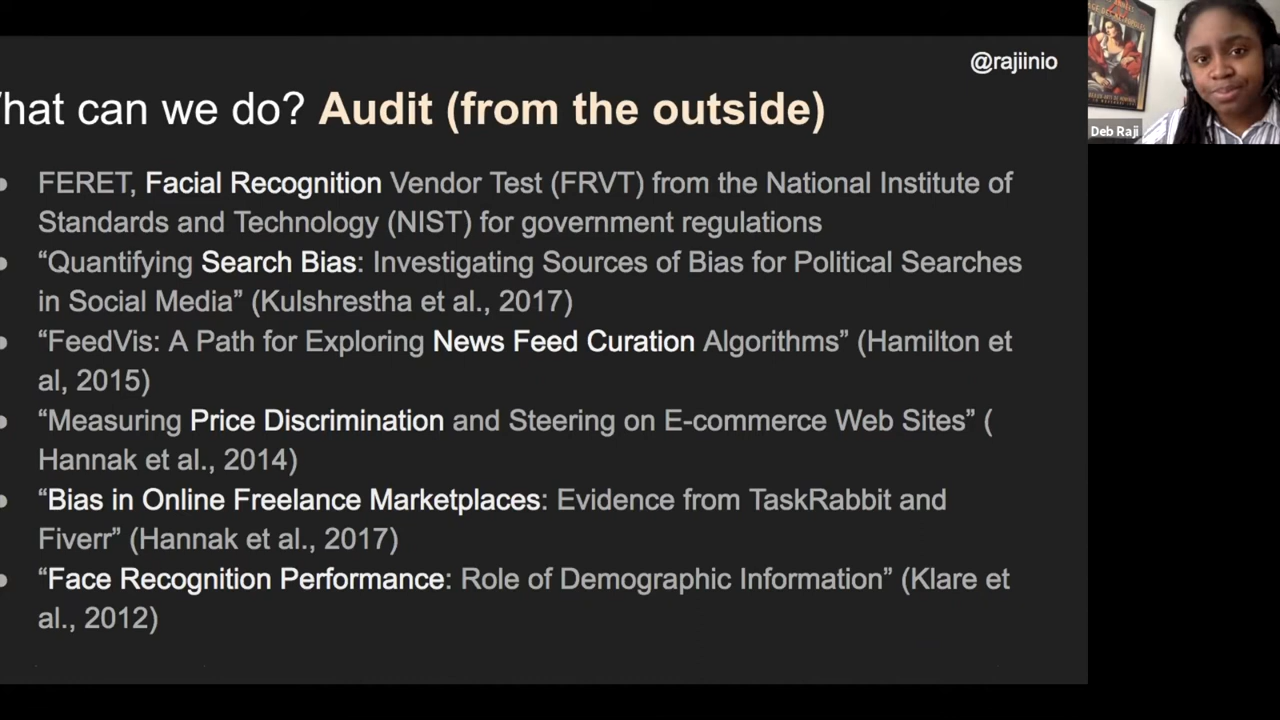 @rajiinio
hat can we do? Audit (from the outside)
FERET, Facial Recognition Vendor Test (FRVT) from the National Institute of
Standards and Technology (NIST) for government regulations
“Quantifying Search Bias: Investigating Sources of Bias for Political Searches
in Social Media” (Kulshrestha et al., 2017)
“FeedVis: A Path for Exploring News Feed Curation Algorithms” (Hamilton et
al, 2015)
“Measuring Price Discrimination and Steering on E-commerce Web Sites” (
Hannak et al., 2014)
“Bias in Online Freelance Marketplaces: Evidence from TaskRabbit and
Fiverr” (Hannak et al., 2017)
“Face Recognition Performance: Role of Demographic Information” (Klare et
al., 2012)
Deb Raji